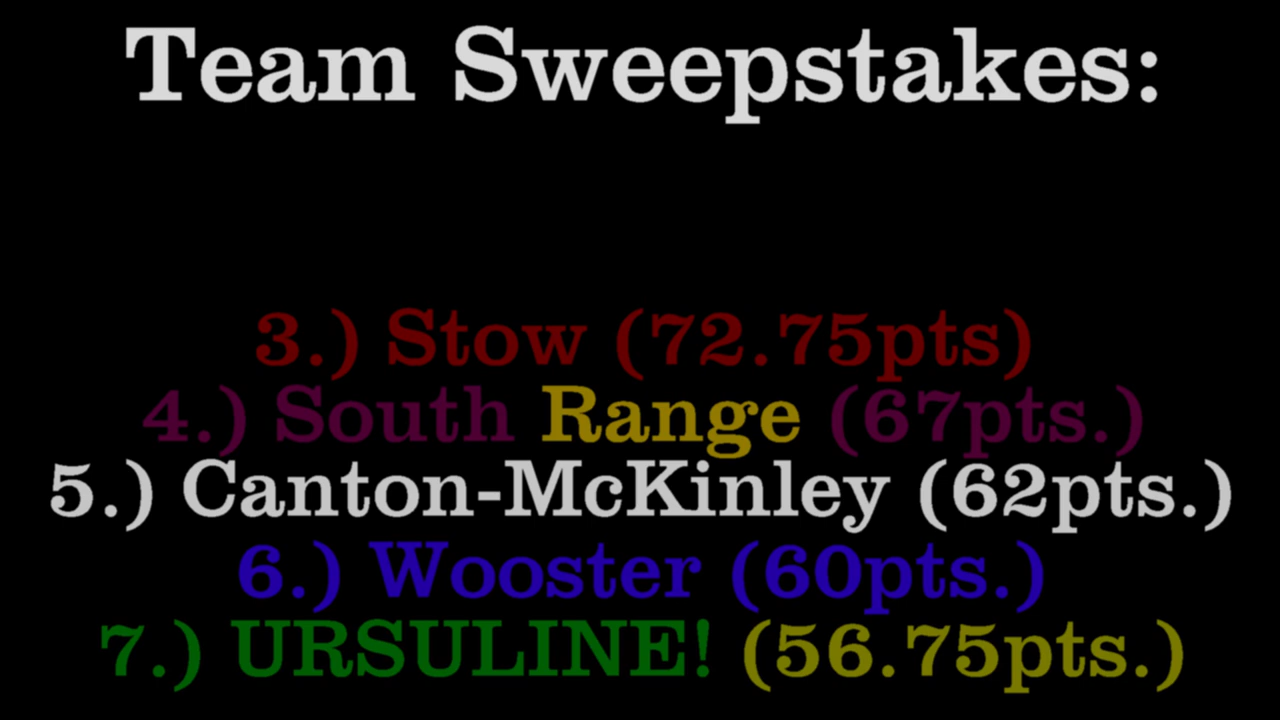 Team Sweepstakes:
3.) Stow (72.75pts)
4.) South Range (67pts.)
5.) Canton-McKinley (62pts.)
6.) Wooster (60pts.)
7.) URSULINE! (56.75pts.)